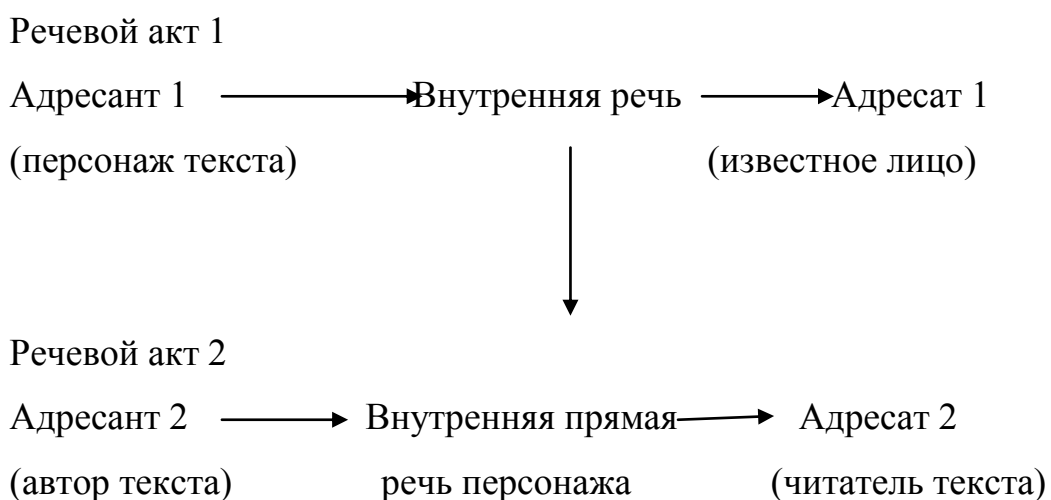 Речевой акт 1
Адресант 1 Внутренняя речь Адресат 1
(персонаж текста) (известное лицо)
Речевой акт 2
Адресант 2 Внутренняя прямая Адресат 2
(автор текста) речь персонажа (читатель текста)